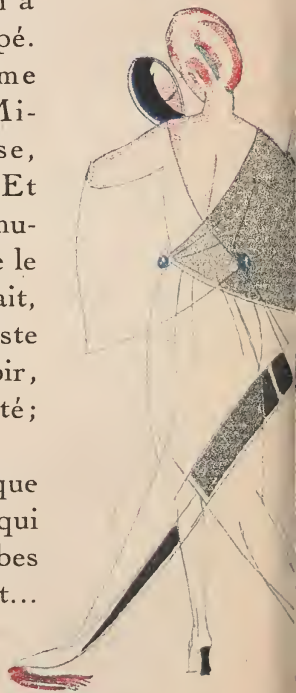 a
pé.
me
Mi-
se,
Et
nu-
e le
ait,
ste
oir,
té;
que
qui
bes
t...